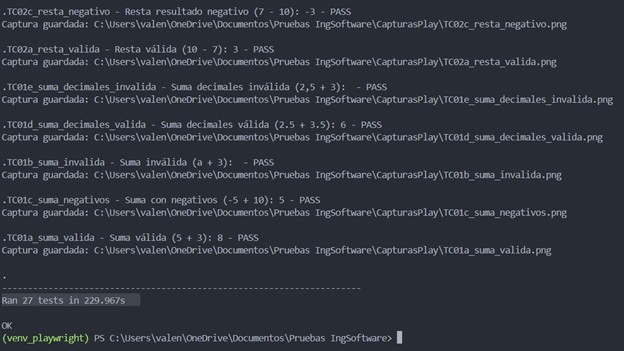 .TC02c_resta_negativo - Resta resultado negativo (7 - 10): -3 - PASS
Captura guardada: C:\Users\valen\OneDrive\Documentos\Pruebas IngSoftware\CapturasPlay\TC02c_resta_negativo.png
.TC02a_resta_valida - Resta válida (10 - 7): 3 - PASS
Captura guardada: C:\Users\valen\OneDrive\Documentos\Pruebas IngSoftware\CapturasPlay\TC02a_resta_valida.png
.TC01e_suma_decimales_invalida - Suma decimales inválida (2,5 + 3):  - PASS
Captura guardada: C:\Users\valen\OneDrive\Documentos\Pruebas IngSoftware\CapturasPlay\TC01e_suma_decimales_invalida.png
.TC01d_suma_decimales_valida - Suma decimales válida (2.5 + 3.5): 6 - PASS
Captura guardada: C:\Users\valen\OneDrive\Documentos\Pruebas IngSoftware\CapturasPlay\TC01d_suma_decimales_valida.png
.TC01b_suma_invalida - Suma inválida (a + 3):  - PASS
Captura guardada: C:\Users\valen\OneDrive\Documentos\Pruebas IngSoftware\CapturasPlay\TC01b_suma_invalida.png
.TC01c_suma_negativos - Suma con negativos (-5 + 10): 5 - PASS
Captura guardada: C:\Users\valen\OneDrive\Documentos\Pruebas IngSoftware\CapturasPlay\TC01c_suma_negativos.png
.TC01a_suma_valida - Suma válida (5 + 3): 8 - PASS
Captura guardada: C:\Users\valen\OneDrive\Documentos\Pruebas IngSoftware\CapturasPlay\TC01a_suma_valida.png
.
----------------------------------------------------------------------
Ran 27 tests in 229.967s
OK
(venv_playwright) PS C:\Users\valen\OneDrive\Documentos\Pruebas IngSoftware>